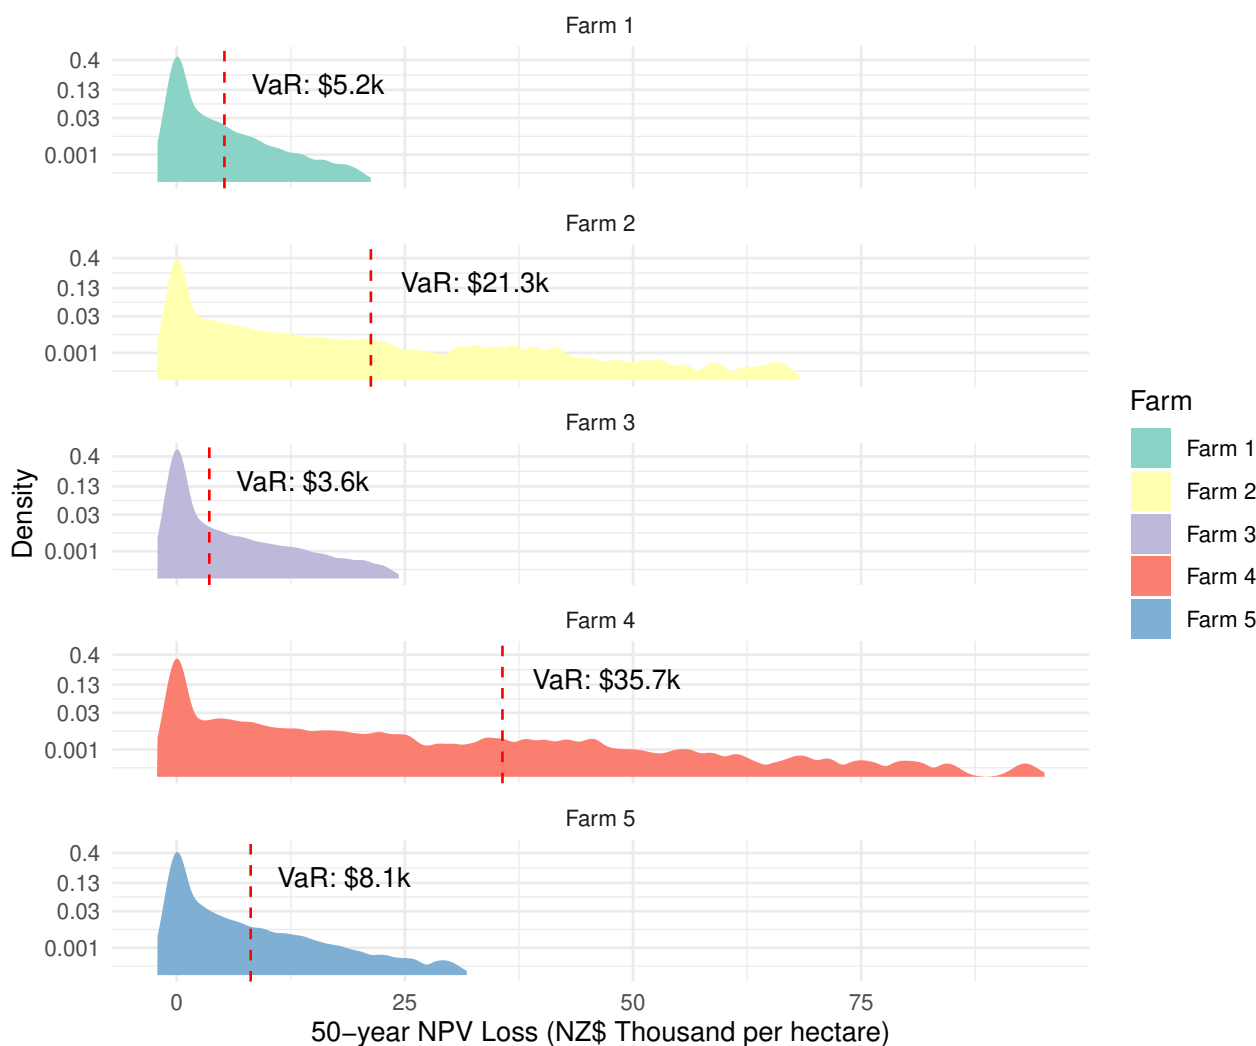 Farm 1
0.4
0.13
0.03
0.001
VaR: $5.2k
Farm 2
0.4
0.13
0.03
0.001
VaR: $21.3k
Farm 3
0.4
0.13
0.03
0.001
VaR: $3.6k
Farm 4
0.4
0.13
0.03
0.001
VaR: $35.7k
Farm 5
0.4
0.13
0.03
0.001
VaR: $8.1k
0 25 50 75
50−year NPV Loss (NZ$ Thousand per hectare)
Density
Farm
Farm 1
Farm 2
Farm 3
Farm 4
Farm 5